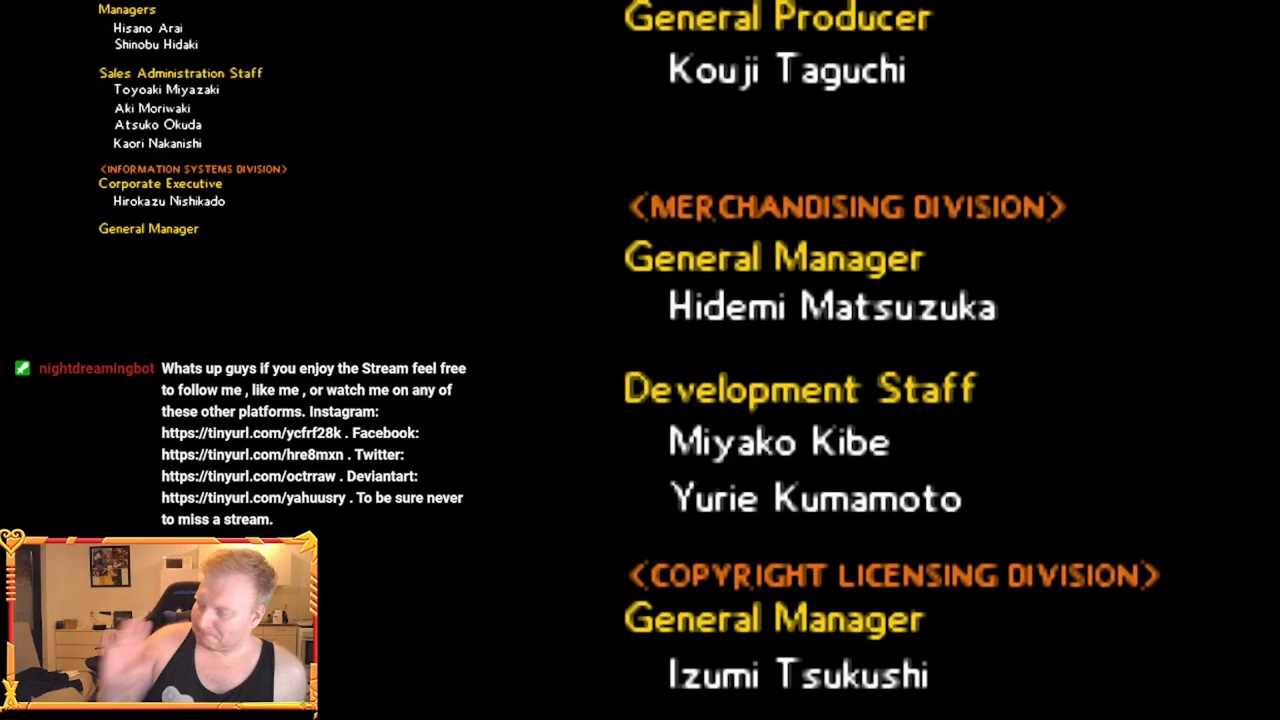 Managers
Hisano Arai
Shinobu Hidaki
Sales Administration Staff
Toyoaki Miyazaki
Aki Moriwaki
Atsuko Okuda
Kaori Nakanishi
<INFORMATION SYSTEMS DIVISION>
Corporate Executive
Hirokazu Nishikado
General Manager
nightdreamingbot Whats up guys if you enjoy the Stream feel free
to follow me , like me , or watch me on any of
these other platforms. Instagram:
https://tinyurl.com/ycfrf28k . Facebook:
https://tinyurl.com/hre8mxn . Twitter:
https://tinyurl.com/octrraw . Deviantart:
https://tinyurl.com/yahuusry . To be sure never
to miss a stream.
General Producer
Kouji Taguchi
<MERCHANDISING DIVISION>
General Manager
Hidemi Matsuzuka
Development Staff
Miyako Kibe
Yurie Kumamoto
<COPYRIGHT LICENSING DIVISION>
General Manager
Izumi Tsukushi